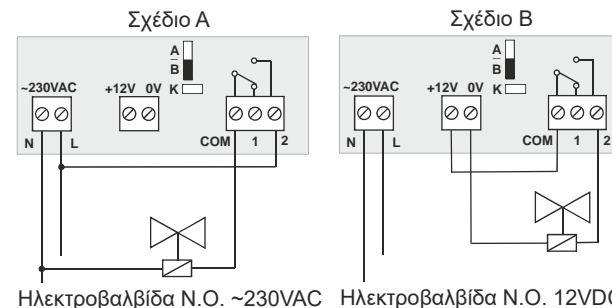 Σχέδιο Α
A
B
~230VAC +12V 0V K
N L COM 1 2
Ηλεκτροβαλβίδα Ν.Ο. ~230VAC
Σχέδιο Β
A
B
~230VAC +12V 0V K
N L COM 1 2
Ηλεκτροβαλβίδα Ν.Ο. 12VDC